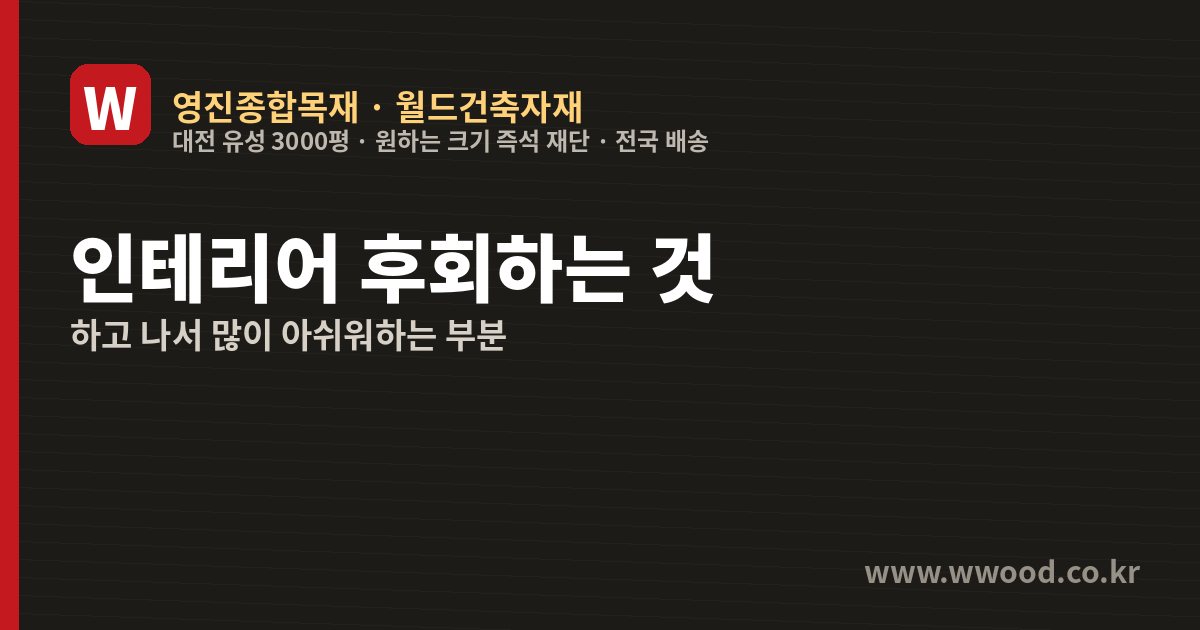 W
영진종합목재 · 월드건축자재
대전 유성 3000평 · 원하는 크기 즉석 재단 · 전국 배송
인테리어 후회하는 것
하고 나서 많이 아쉬워하는 부분
www.wwood.co.kr